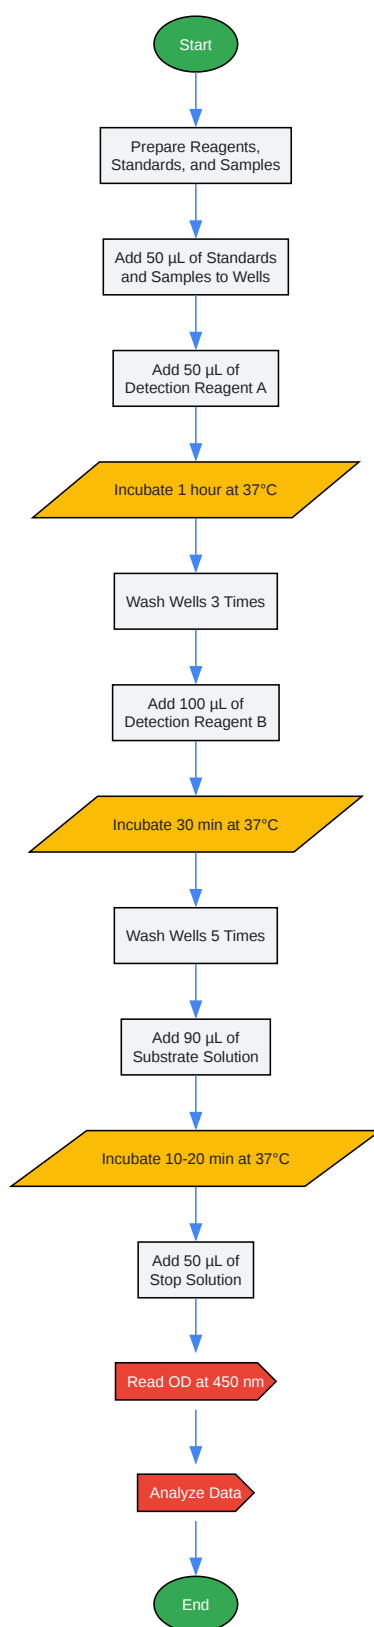 Start
Prepare Reagents,
Standards, and Samples
Add 50 µL of Standards
and Samples to Wells
Add 50 µL of
Detection Reagent A
Incubate 1 hour at 37°C
Wash Wells 3 Times
Add 100 µL of
Detection Reagent B
Incubate 30 min at 37°C
Wash Wells 5 Times
Add 90 µL of
Substrate Solution
Incubate 10-20 min at 37°C
Add 50 µL of
Stop Solution
Read OD at 450 nm
Analyze Data
End